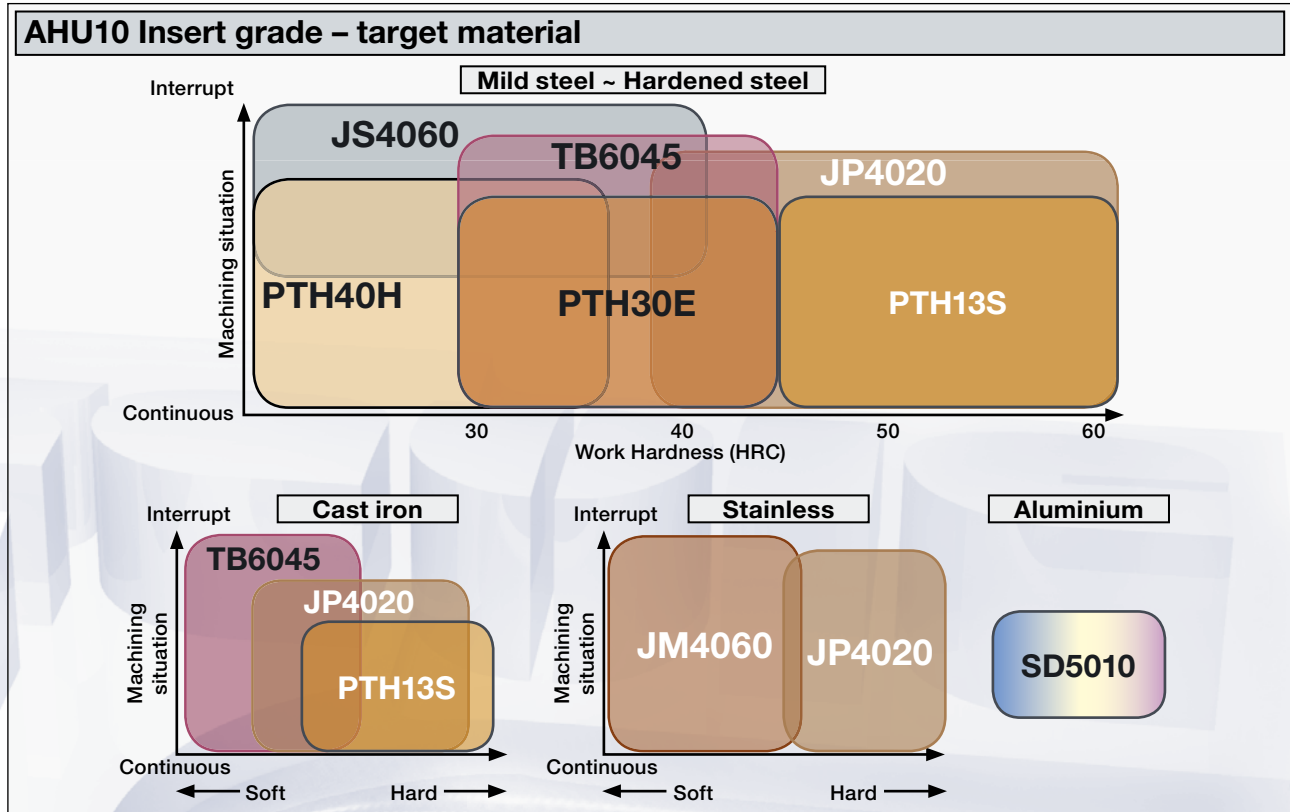 AHU10 Insert grade – target material
Mild steel ~ Hardened steel
Interrupt
JS4060
TB6045
JP4020
Machining situation
PTH40H
PTH30E
PTH13S
Continuous
30
40
50
60
Work Hardness (HRC)
Cast iron
Interrupt
TB6045
JP4020
Machining
situation
PTH13S
Continuous
Soft
Hard
Stainless
Interrupt
Machining
situation
JM4060
JP4020
Continuous
Soft
Hard
Aluminium
SD5010